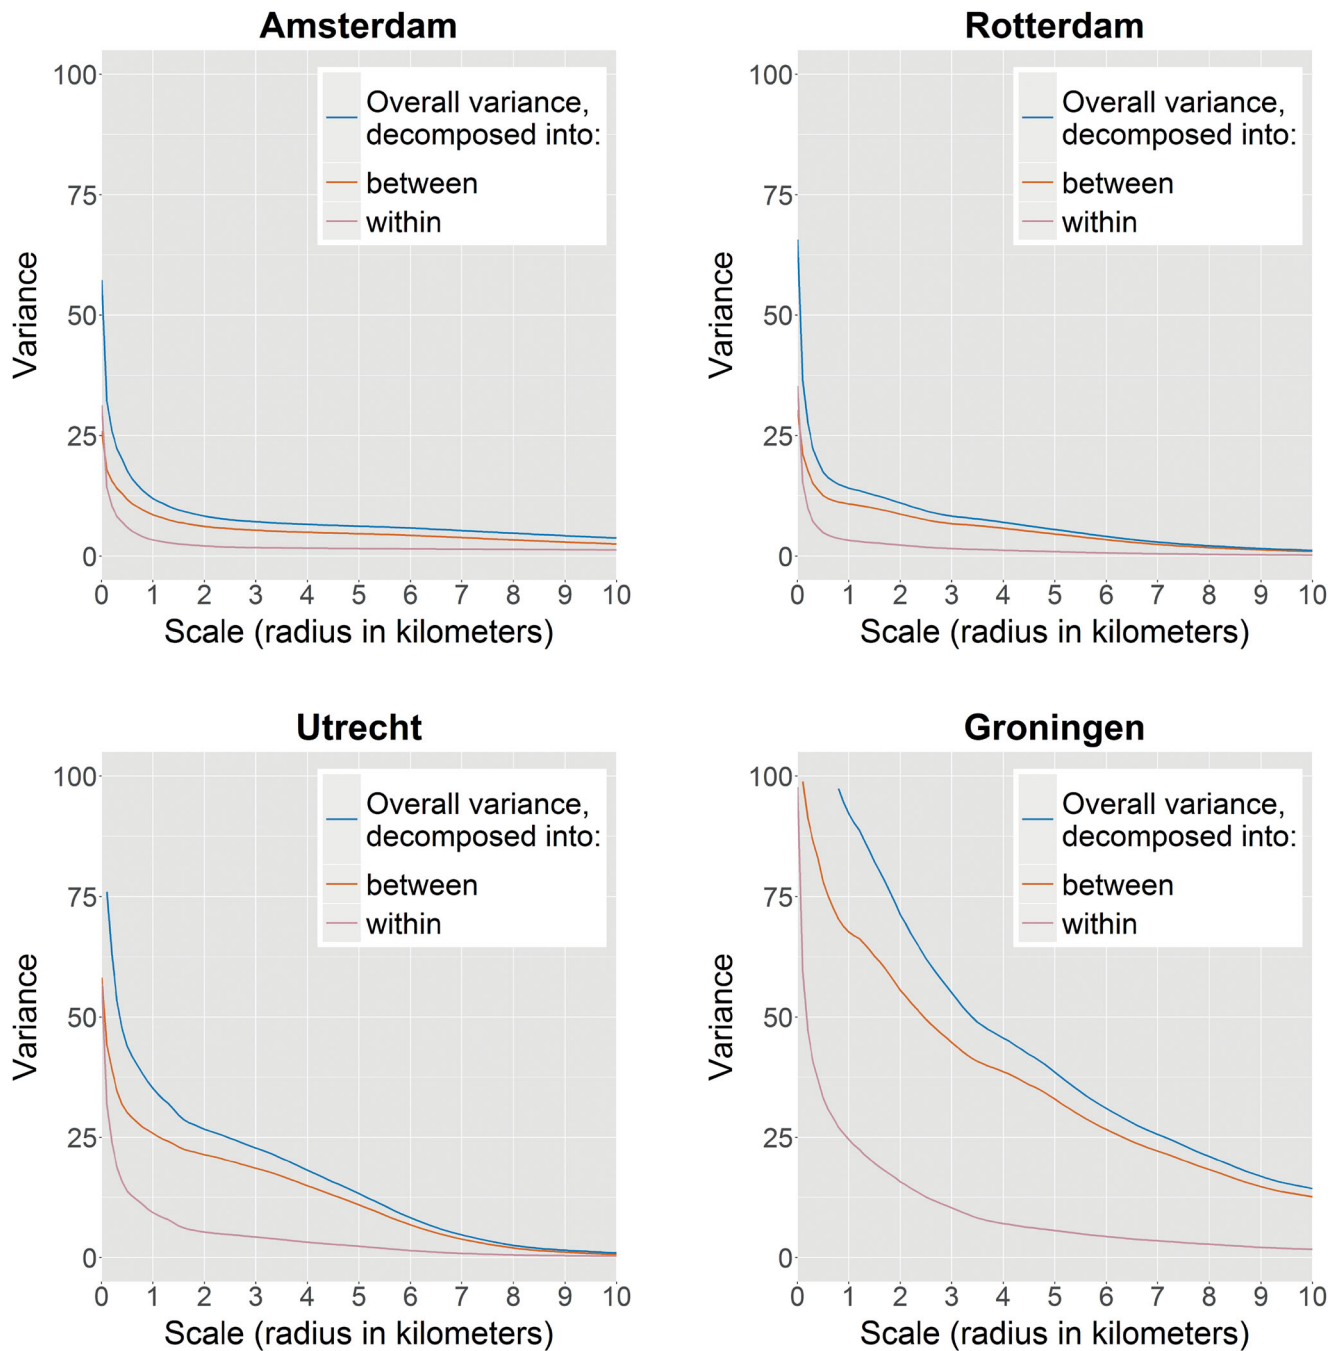 Amsterdam
100
75
50
25
0
Variance
Overall variance,
decomposed into:
between
within
0 1 2 3 4 5 6 7 8 9 10
Scale (radius in kilometers)
Rotterdam
100
75
50
25
0
Variance
Overall variance,
decomposed into:
between
within
0 1 2 3 4 5 6 7 8 9 10
Scale (radius in kilometers)
Utrecht
100
75
50
25
0
Variance
Overall variance,
decomposed into:
between
within
0 1 2 3 4 5 6 7 8 9 10
Scale (radius in kilometers)
Groningen
100
75
50
25
0
Variance
Overall variance,
decomposed into:
between
within
0 1 2 3 4 5 6 7 8 9 10
Scale (radius in kilometers)